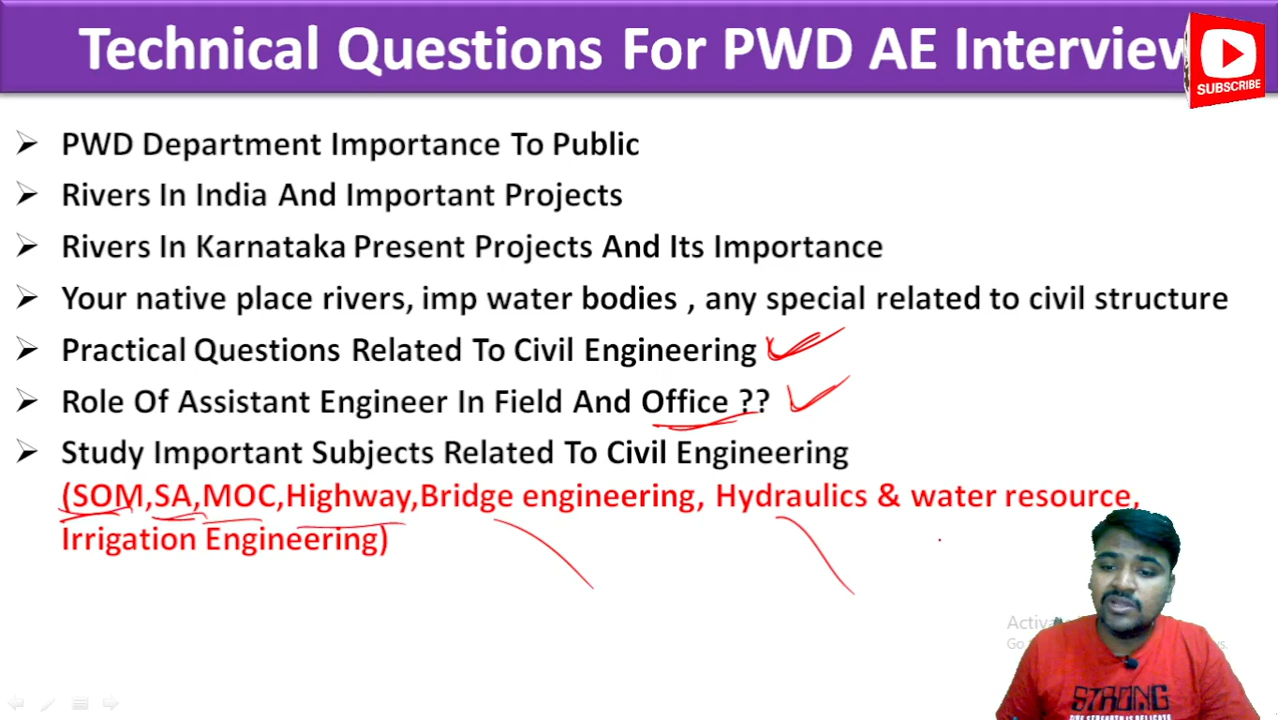 Technical Questions For PWD AE Interview
SUBSCRIBE
➢ PWD Department Importance To Public
➢ Rivers In India And Important Projects
➢ Rivers In Karnataka Present Projects And Its Importance
➢ Your native place rivers, imp water bodies , any special related to civil structure
➢ Practical Questions Related To Civil Engineering
➢ Role Of Assistant Engineer In Field And Office ??
➢ Study Important Subjects Related To Civil Engineering
(SOM,SA,MOC,Highway,Bridge engineering, Hydraulics & water resource,
Irrigation Engineering)
Activa
Go
STRONG